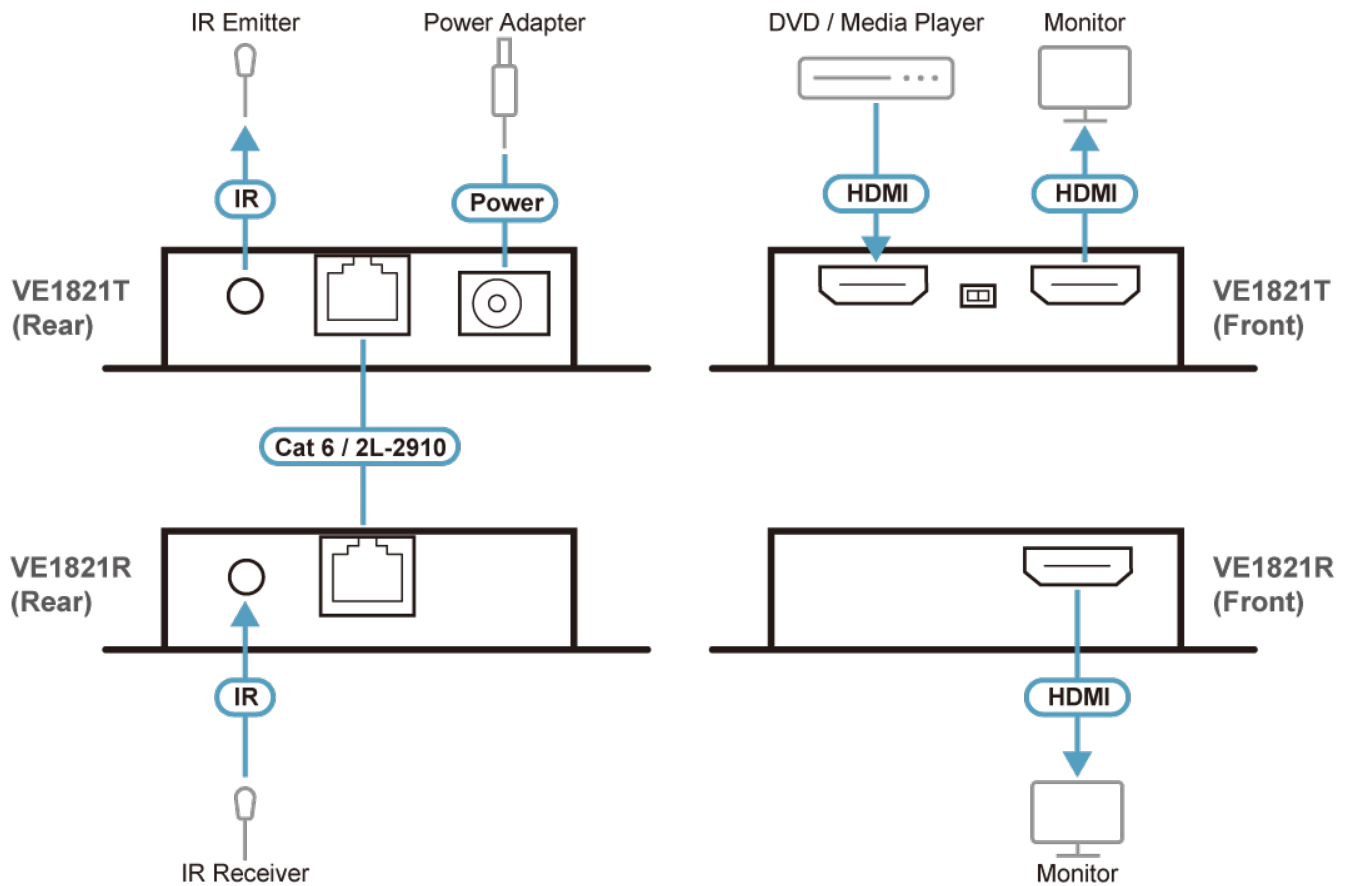 IR Emitter
Power Adapter
DVD / Media Player
Monitor
IR
Power
HDMI
HDMI
VE1821T
(Rear)
VE1821T
(Front)
Cat 6 / 2L-2910
VE1821R
(Rear)
VE1821R
(Front)
IR
HDMI
IR Receiver
Monitor